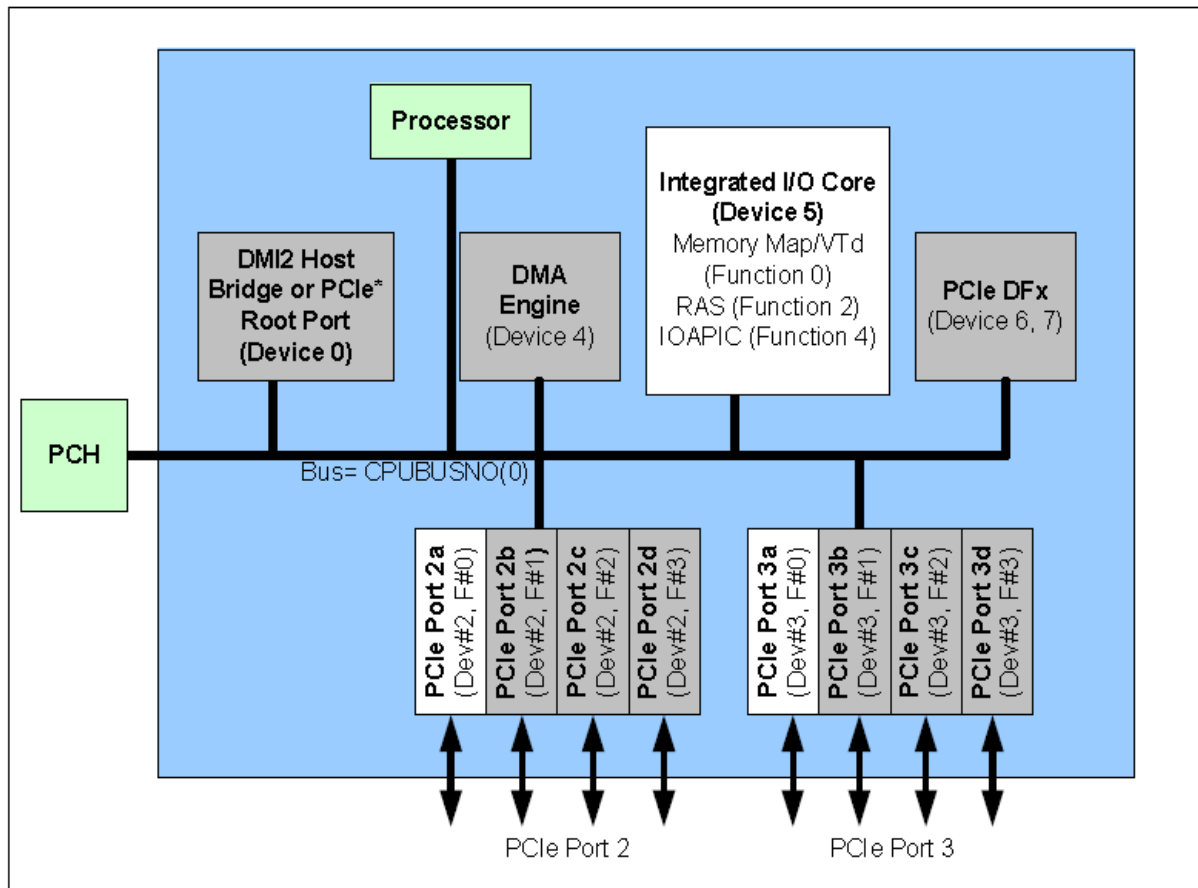 Processor
Integrated I/O Core
(Device 5)
Memory Map/VTd
(Function 0)
RAS (Function 2)
IOAPIC (Function 4)
DMI2 Host
Bridge or PCIe*
Root Port
(Device 0)
DMA
Engine
(Device 4)
PCIe DFx
(Device 6, 7)
PCH
Bus= CPUBUSNO(0)
PCIe Port 2a
(Dev#2, F#0)
PCIe Port 2b
(Dev#2, F#1)
PCIe Port 2c
(Dev#2, F#2)
PCIe Port 2d
(Dev#2, F#3)
PCIe Port 3a
(Dev#3, F#0)
PCIe Port 3b
(Dev#3, F#1)
PCIe Port 3c
(Dev#3, F#2)
PCIe Port 3d
(Dev#3, F#3)
PCIe Port 2
PCIe Port 3